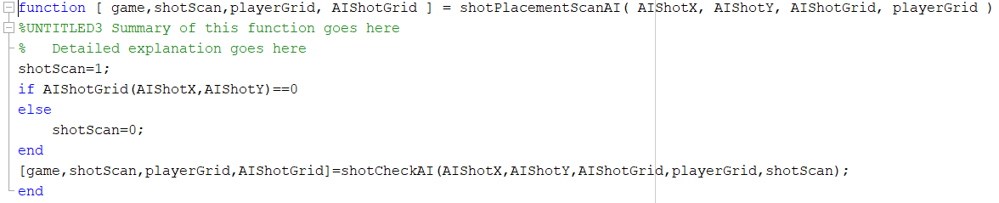 function [ game,shotScan,playerGrid, AIShotGrid ] = shotPlacementScanAI( AIShotX, AIShotY, AIShotGrid, playerGrid )
%UNTITLED3 Summary of this function goes here
%   Detailed explanation goes here
shotScan=1;
if AIShotGrid(AIShotX,AIShotY)==0
else
    shotScan=0;
end
[game,shotScan,playerGrid,AIShotGrid]=shotCheckAI(AIShotX,AIShotY,AIShotGrid,playerGrid,shotScan);
end